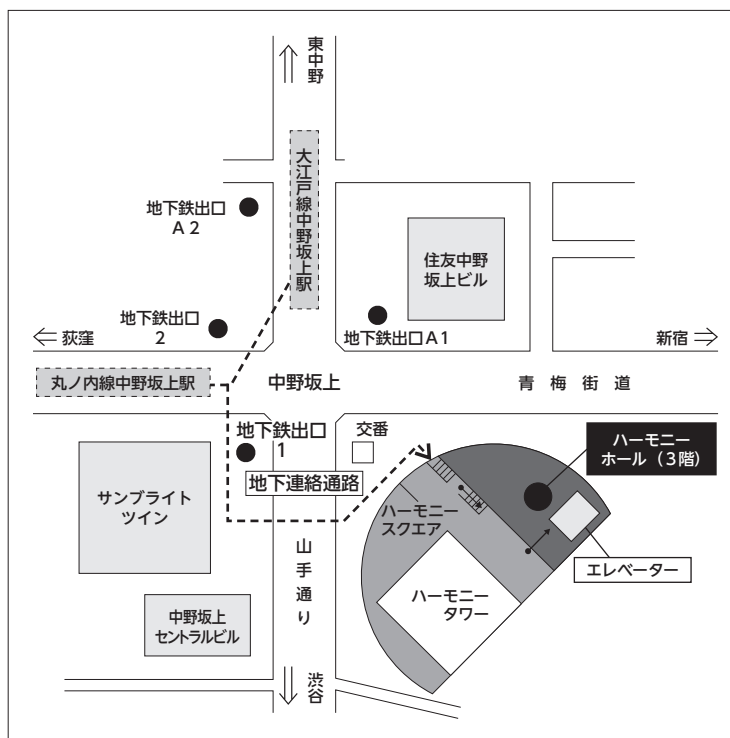 東中野
大江戸線中野坂上駅
地下鉄出口
A 2
住友中野
坂上ビル
地下鉄出口
2
地下鉄出口A 1
荻窪
新宿
丸ノ内線中野坂上駅
中野坂上
青梅街道
地下鉄出口
1
交番
ハーモニー
ホール（3階）
地下連絡通路
サンブライト
ツイン
ハーモニー
スクエア
エレベーター
山手通り
ハーモニー
タワー
中野坂上
セントラルビル
渋谷